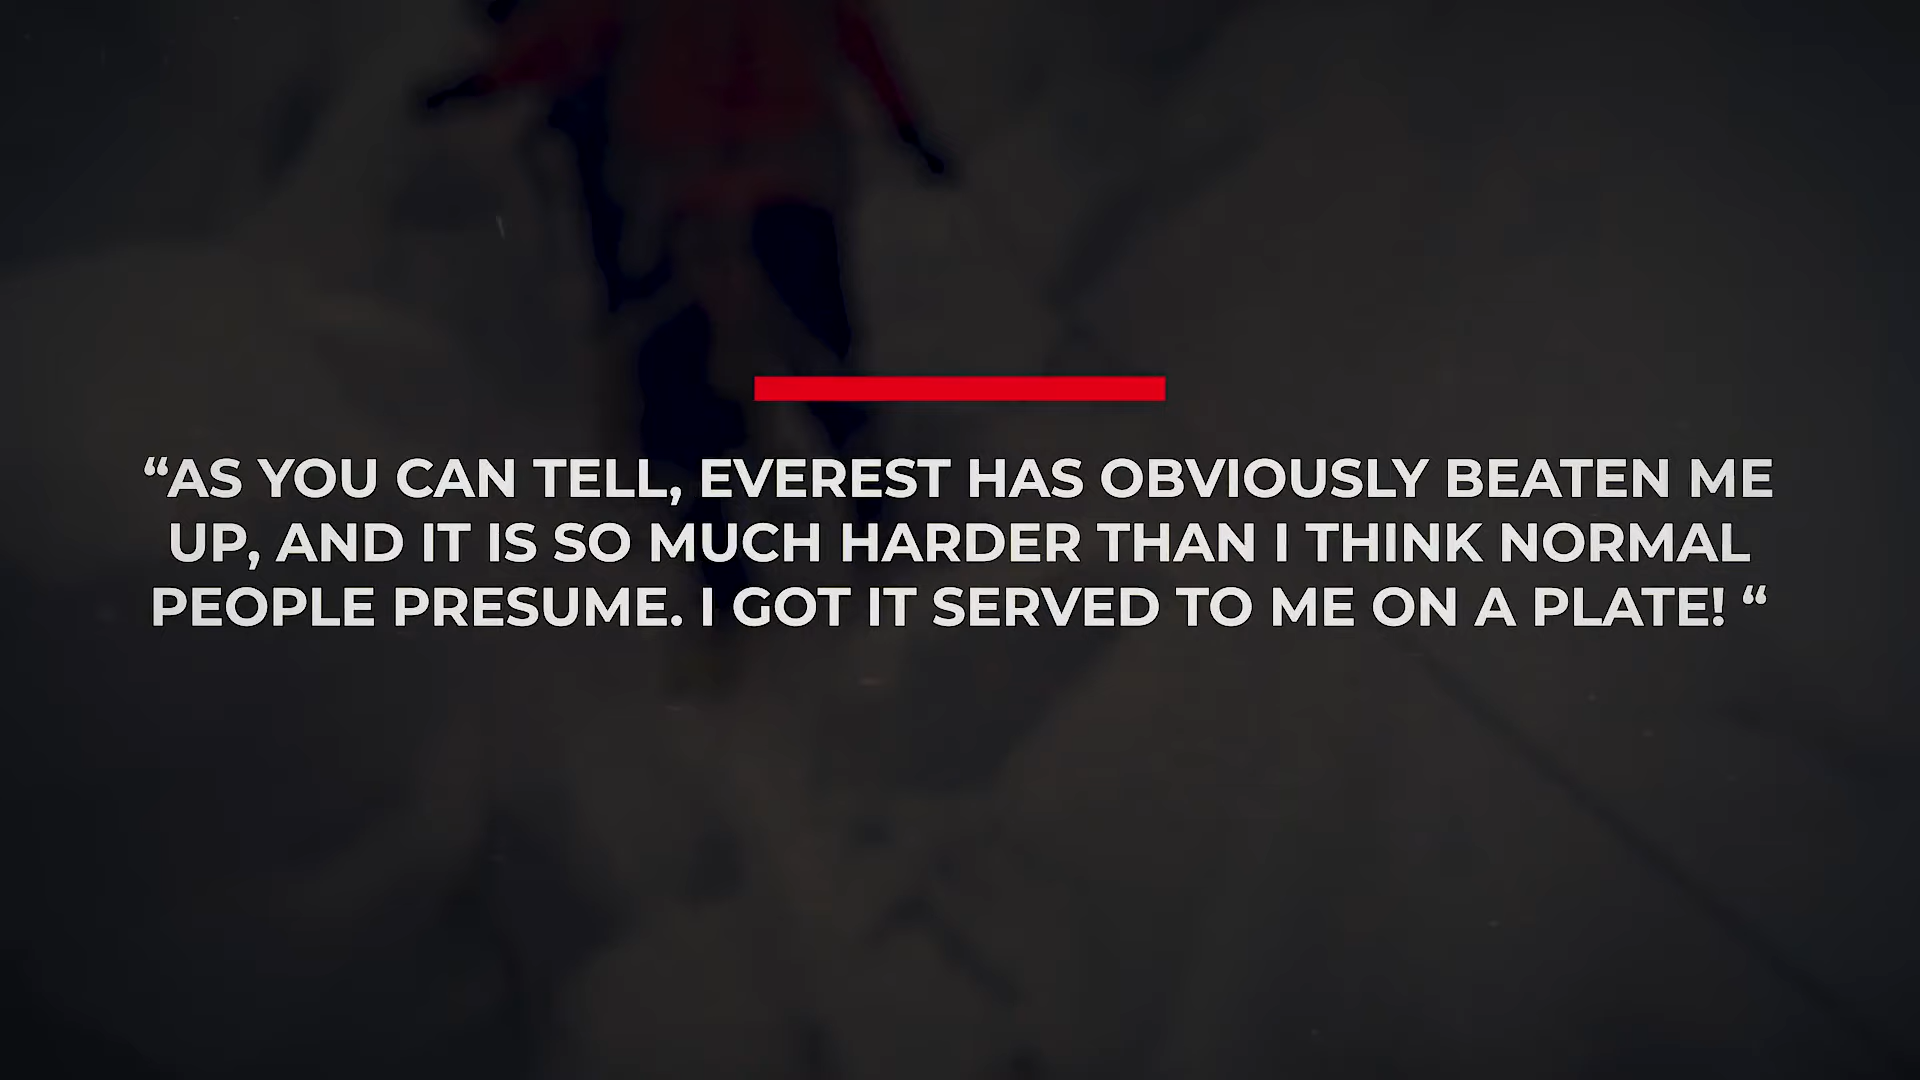 “AS YOU CAN TELL, EVEREST HAS OBVIOUSLY BEATEN ME
UP, AND IT IS SO MUCH HARDER THAN I THINK NORMAL
PEOPLE PRESUME. I GOT IT SERVED TO ME ON A PLATE! “